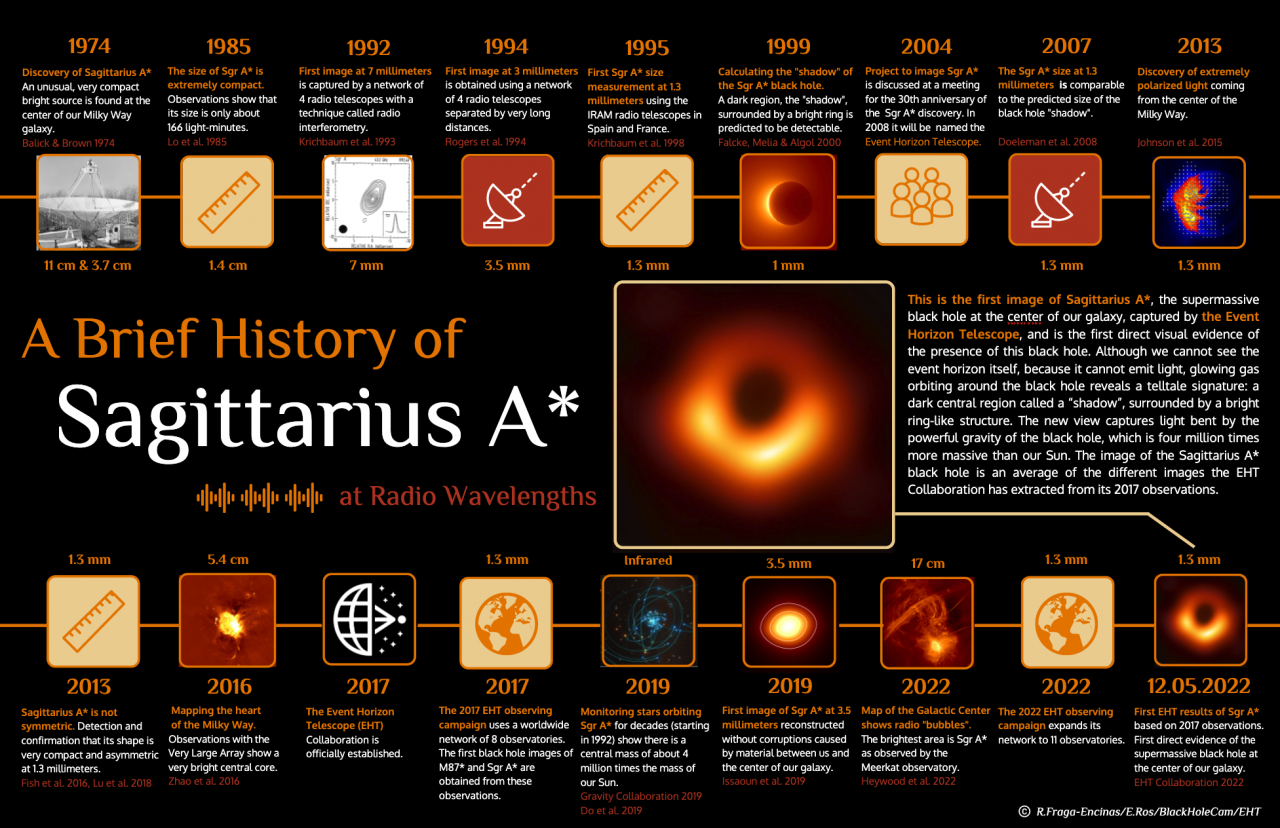 1974
Discovery of Sagittarius A*
An unusual, very compact
bright source is found at the
center of our Milky Way
galaxy.
Balick & Brown 1974
11 cm & 3.7 cm
1985
The size of Sgr A* is
extremely compact.
Observations show that
its size is only about
166 light-minutes.
Lo et al. 1985
1.4 cm
1992
First image at 7 millimeters
is captured by a network of
4 radio telescopes with a
technique called radio
interferometry.
Krichbaum et al. 1993
7 mm
1994
First image at 3 millimeters
is obtained using a network
of 4 radio telescopes
separated by very long
distances.
Rogers et al. 1994
3.5 mm
1995
First Sgr A* size
measurement at 1.3
millimeters using the
IRAM radio telescopes in
Spain and France.
Krichbaum et al. 1998
1.3 mm
1999
Calculating the "shadow" of
the Sgr A* black hole.
A dark region, the "shadow",
surrounded by a bright ring is
predicted to be detectable.
Falcke, Melia & Algol 2000
1 mm
2004
Project to image Sgr A*
is discussed at a meeting
for the 30th anniversary of
the Sgr A* discovery. In
2008 it will be named the
Event Horizon Telescope.
2007
The Sgr A* size at 1.3
millimeters is comparable
to the predicted size of the
black hole "shadow".
Doeleman et al. 2008
1.3 mm
2013
Discovery of extremely
polarized light coming
from the center of the
Milky Way.
Johnson et al. 2015
1.3 mm
A Brief History of
Sagittarius A*
at Radio Wavelengths
This is the first image of Sagittarius A*, the supermassive
black hole at the center of our galaxy, captured by the Event
Horizon Telescope, and is the first direct visual evidence of
the presence of this black hole. Although we cannot see the
event horizon itself, because it cannot emit light, glowing gas
orbiting around the black hole reveals a telltale signature: a
dark central region called a “shadow”, surrounded by a bright
ring-like structure. The new view captures light bent by the
powerful gravity of the black hole, which is four million times
more massive than our Sun. The image of the Sagittarius A*
black hole is an average of the different images the EHT
Collaboration has extracted from its 2017 observations.
1.3 mm
2013
Sagittarius A* is not
symmetric. Detection and
confirmation that its shape is
very compact and asymmetric
at 1.3 millimeters.
Fish et al. 2016, Lu et al. 2018
5.4 cm
2016
Mapping the heart
of the Milky Way.
Observations with the
Very Large Array show a
very bright central core.
Zhao et al. 2016
2017
The Event Horizon
Telescope (EHT)
Collaboration is
officially established.
1.3 mm
2017
The 2017 EHT observing
campaign uses a worldwide
network of 8 observatories.
The first black hole images of
M87* and Sgr A* are
obtained from these
observations.
Infrared
2019
Monitoring stars orbiting
Sgr A* for decades (starting
in 1992) show there is a
central mass of about 4
million times the mass of
our Sun.
Gravity Collaboration 2019
Do et al. 2019
3.5 mm
2019
First image of Sgr A* at 3.5
millimeters reconstructed
without corruptions caused
by material between us and
the center of our galaxy.
Issaoun et al. 2019
17 cm
2022
Map of the Galactic Center
shows radio "bubbles".
The brightest area is Sgr A*
as observed by the
Meerkat observatory.
Heywood et al. 2022
1.3 mm
2022
The 2022 EHT observing
campaign expands its
network to 11 observatories.
1.3 mm
12.05.2022
First EHT results of Sgr A*
based on 2017 observations.
First direct evidence of the
supermassive black hole at
the center of our galaxy.
EHT Collaboration 2022
© R.Fraga-Encinas/E.Ros/BlackHoleCam/EHT